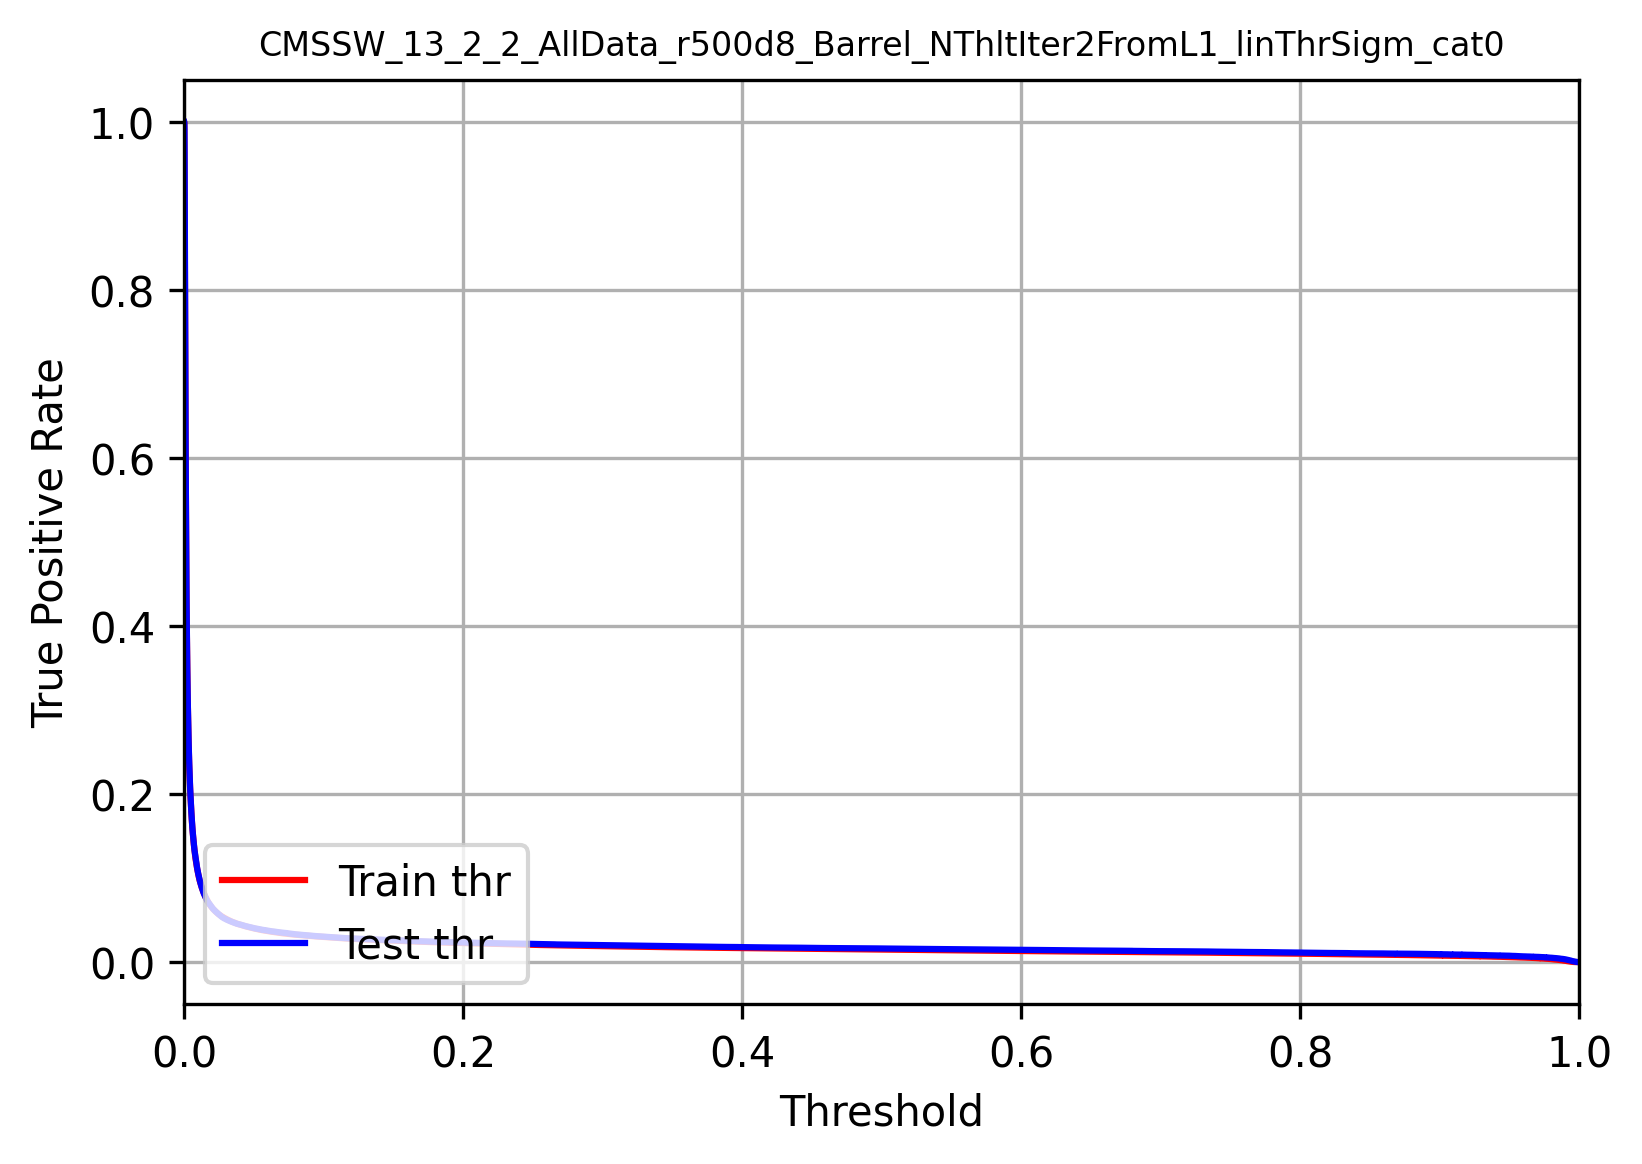 CMSSW_13_2_2_AllData_r500d8_Barrel_NThltIter2FromL1_linThrSigm_cat0
1.0
0.8
0.6
0.4
0.2
0.0
True Positive Rate
Train thr
Test thr
0.0 0.2 0.4 0.6 0.8 1.0
Threshold